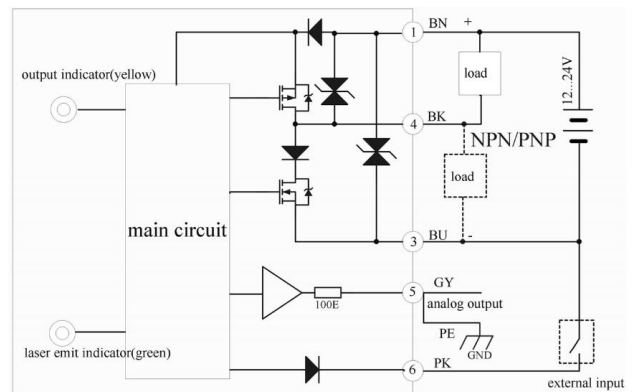 1
BN
+
output indicator(yellow)
load
12...24V
4
BK
NPN/PNP
load
main circuit
3
BU
-
5
GY
100E
analog output
PE
GND
laser emit indicator(green)
6
PK
external input